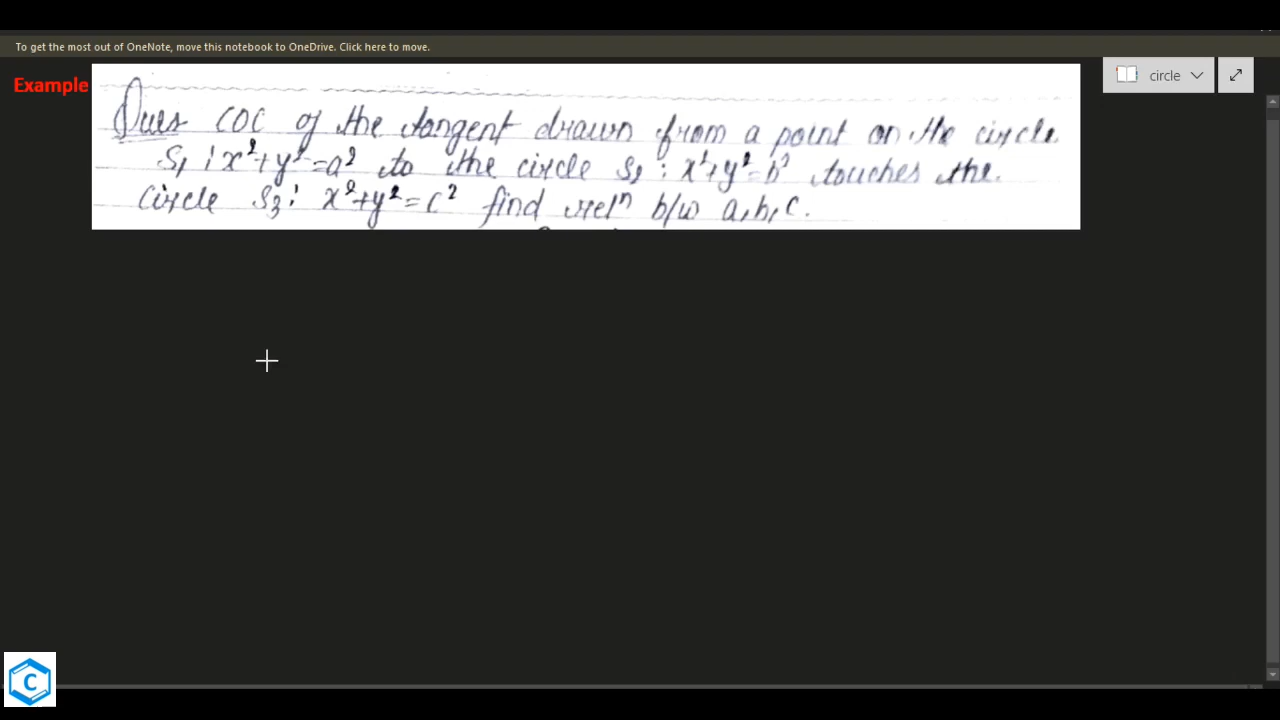 To get the most out of OneNote, move this notebook to OneDrive. Click here to move.
Example
circle
Ques COC of the tangent drawn from a point on the circle.
S₁ : x²+y²=a² to the circle S₂ : x²+y²=b² touches the.
Circle S₃ : x²+y²=c² find relⁿ b/w a,b,c.
C